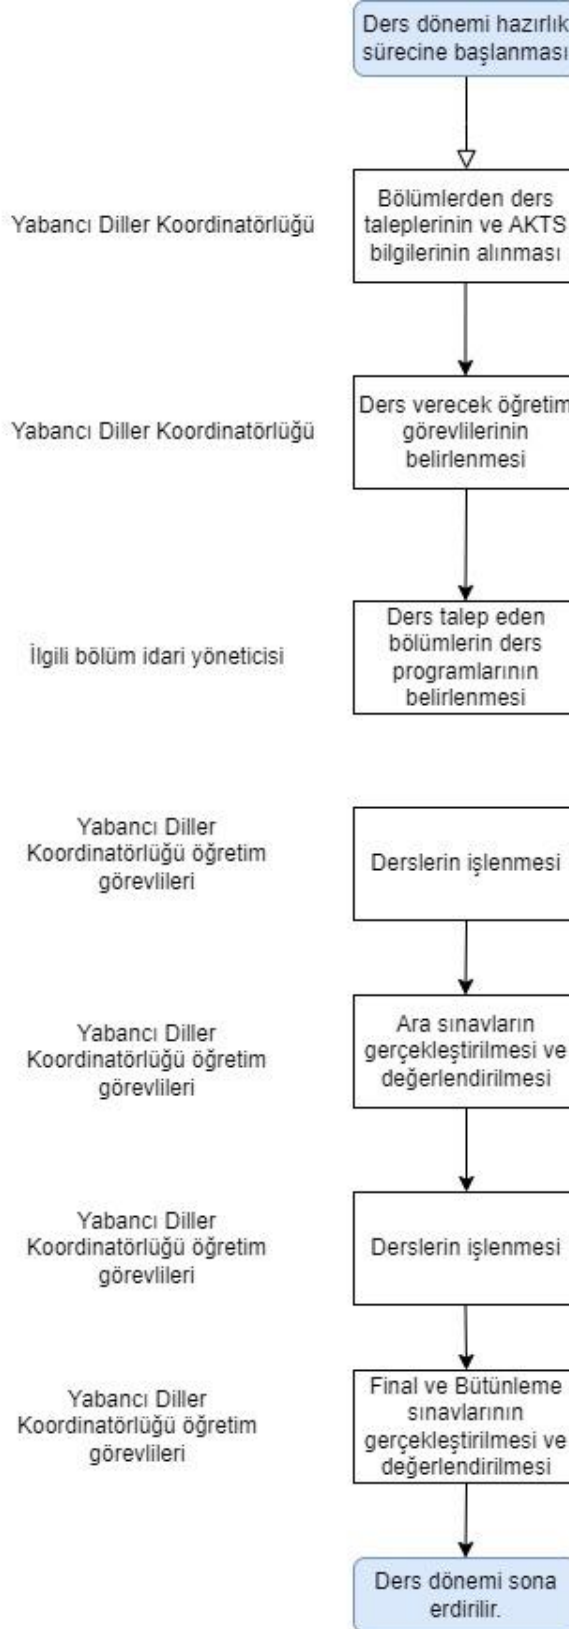 Ders dönemi hazırlık
sürecine başlanması
Yabancı Diller Koordinatörlüğü
Bölümlerden ders
taleplerinin ve AKTS
bilgilerinin alınması
Yabancı Diller Koordinatörlüğü
Ders verecek öğretim
görevlilerinin
belirlenmesi
İlgili bölüm idari yöneticisi
Ders talep eden
bölümlerin ders
programlarının
belirlenmesi
Yabancı Diller
Koordinatörlüğü öğretim
görevlileri
Derslerin işlenmesi
Yabancı Diller
Koordinatörlüğü öğretim
görevlileri
Ara sınavların
gerçekleştirilmesi ve
değerlendirilmesi
Yabancı Diller
Koordinatörlüğü öğretim
görevlileri
Derslerin işlenmesi
Yabancı Diller
Koordinatörlüğü öğretim
görevlileri
Final ve Bütünleme
sınavlarının
gerçekleştirilmesi ve
değerlendirilmesi
Ders dönemi sona
erdirilir.